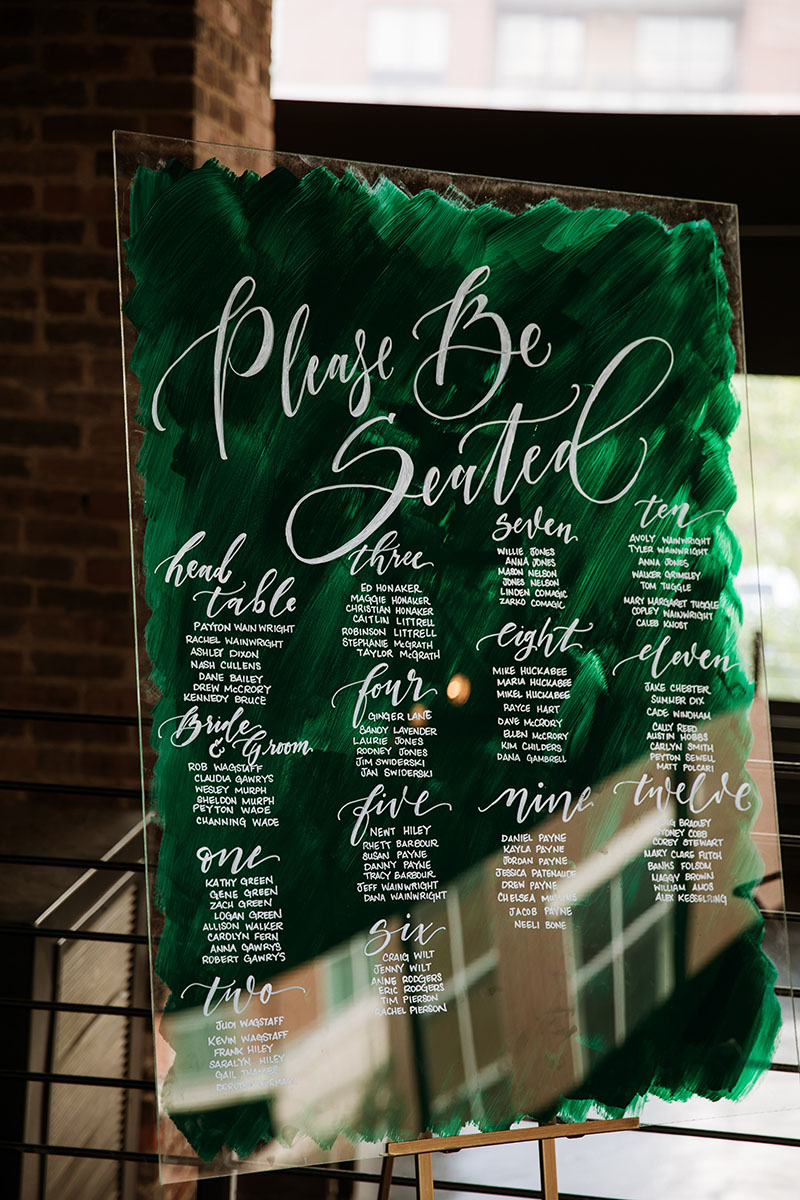 Please Be
Seated
head
table
PAYTON WAINWRIGHT
RACHEL WAINWRIGHT
ASHLEY DIXON
NASH CULLENS
DANE BAILEY
DREW MCCRORY
KENNEDY BRUCE
Bride
& Groom
ROB WAGSTAFF
CLAUDIA GAWRYS
WESLEY MURPH
SHELDON MURPH
PEYTON WADE
CHANNING WADE
one
KATHY GREEN
GENE GREEN
ZACH GREEN
LOGAN GREEN
ALLISON WALKER
CAROLYN FERN
ANNA GAWRYS
ROBERT GAWRYS
two
JUDI WAGSTAFF
KEVIN WAGSTAFF
FRANK HILEY
SARALYN HILEY
GAIL
three
ED HONAKER
MAGGIE HONAKER
CHRISTIAN HONAKER
CAITLIN LITTRELL
ROBINSON LITTRELL
STEPHANIE MCGRATH
TAYLOR MCGRATH
four
GINGER LANE
SANDY LAVENDER
LAURIE JONES
RODNEY JONES
JIM SWIDERSKI
JAN SWIDERSKI
five
NEWT HILEY
RHETT BARBOUR
SUSAN PAYNE
DANNY PAYNE
TRACY BARBOUR
JEFF WAINWRIGHT
DANA WAINWRIGHT
six
CRAIG WILT
JENNY WILT
ANNE RODGERS
ERIC RODGERS
TIM PIERSON
RACHEL PIERSON
seven
WILLIE JONES
ANNA JONES
MASON NELSON
JONES NELSON
LINDEN COMAGIC
ZARKO COMAGIC
eight
MIKE HUCKABEE
MARIA HUCKABEE
MIKEL HUCKABEE
RAYCE HART
DAVE MCCRORY
ELLEN MCCRORY
KIM CHILDERS
DANA GAMBRELL
nine
DANIEL PAYNE
KAYLA PAYNE
JORDAN PAYNE
JESSICA PATENAUDE
DREW PAYNE
CHELSEA
JACOB PAYNE
NEELI BONE
ten
AVOLY WAINWRIGHT
TYLER WAINWRIGHT
ANNA JONES
WALKER GRIMSLEY
TOM TUGGLE
MARY MARGARET TUGGLE
COPLEY WAINWRIGHT
CALEB KNOST
eleven
JAKE CHESTER
SUMMER DIX
CADE WINDHAM
CALLY REED
AUSTIN HOBBS
CARLYN SMITH
PEYTON SEWELL
MATT POLCARI
twelve
BRADLEY
SYDNEY COBB
COREY STEWART
MARY CLARE FUTCH
BANKS FOLSOM
MAGGY BROWN
WILLIAM AMOS
ALEX KESSELRING